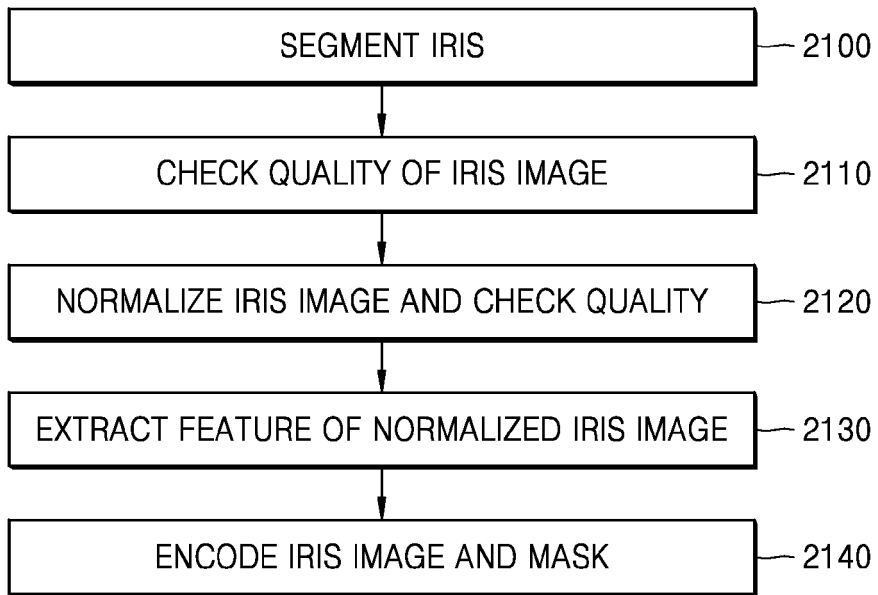 SEGMENT IRIS 2100
CHECK QUALITY OF IRIS IMAGE 2110
NORMALIZE IRIS IMAGE AND CHECK QUALITY 2120
EXTRACT FEATURE OF NORMALIZED IRIS IMAGE 2130
ENCODE IRIS IMAGE AND MASK 2140